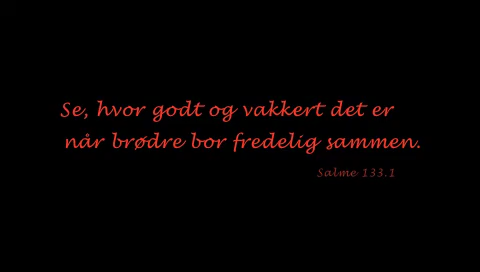 Se, hvor godt og vakkert det er
når brødre bor fredelig sammen.
Salme 133.1